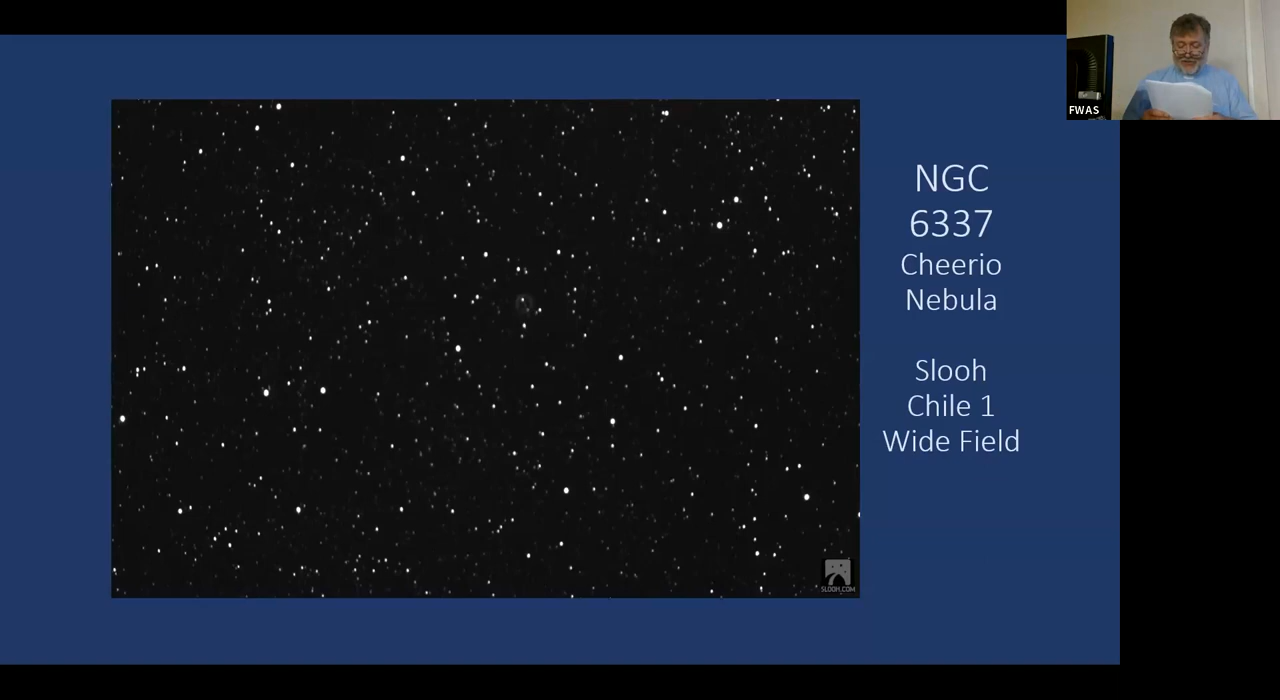 FWAS
NGC
6337
Cheerio
Nebula
Slooh
Chile 1
Wide Field
SLOOH.COM